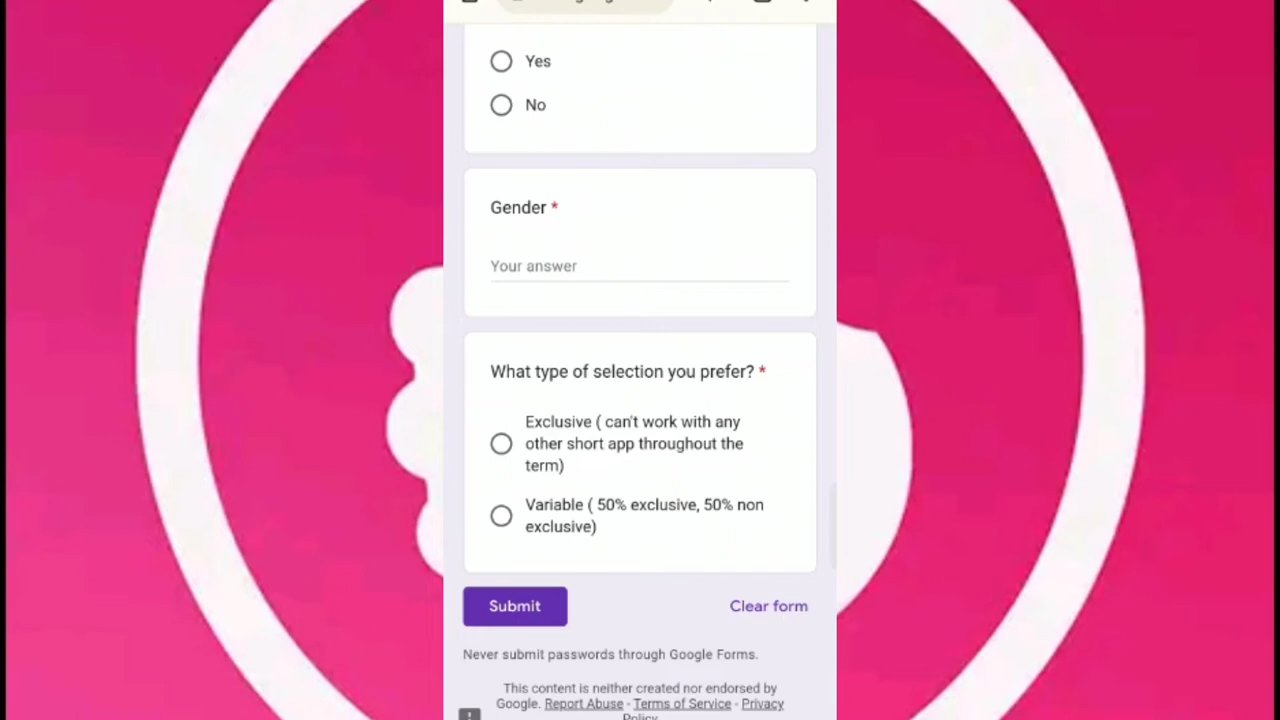 Yes
No
Gender *
Your answer
What type of selection you prefer? *
Exclusive ( can't work with any
other short app throughout the
term)
Variable ( 50% exclusive, 50% non
exclusive)
Submit
Clear form
Never submit passwords through Google Forms.
This content is neither created nor endorsed by
Google. Report Abuse - Terms of Service - Privacy
Policy